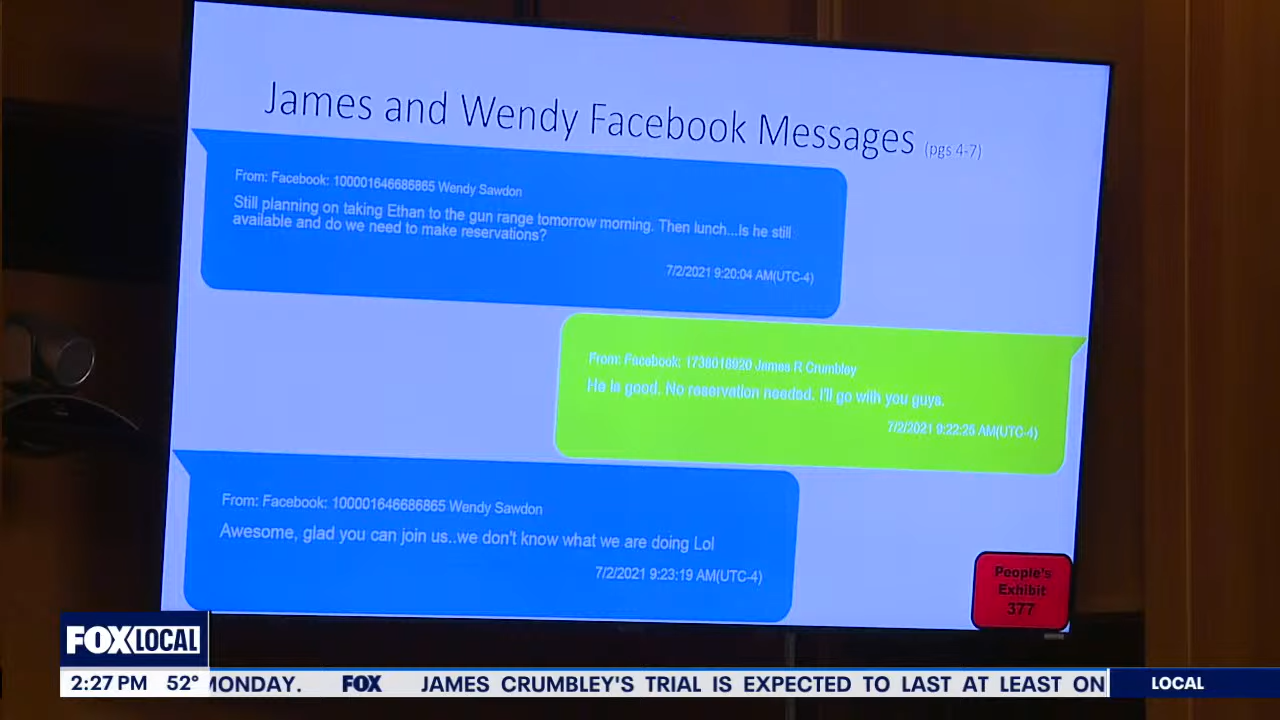 James and Wendy Facebook Messages (pgs 4-7)
From: Facebook: 100001646686865 Wendy Sawdon
Still planning on taking Ethan to the gun range tomorrow morning. Then lunch...Is he still
available and do we need to make reservations?
7/2/2021 9:20:04 AM(UTC-4)
From: Facebook: 1738018920 James R Crumbley
He is good. No reservation needed. I'll go with you guys.
7/2/2021 9:22:25 AM(UTC-4)
From: Facebook: 100001646686865 Wendy Sawdon
Awesome, glad you can join us..we don't know what we are doing Lol
7/2/2021 9:23:19 AM(UTC-4)
People's
Exhibit
377
FOX LOCAL
2:27 PM 52° MONDAY. FOX JAMES CRUMBLEY'S TRIAL IS EXPECTED TO LAST AT LEAST ON LOCAL